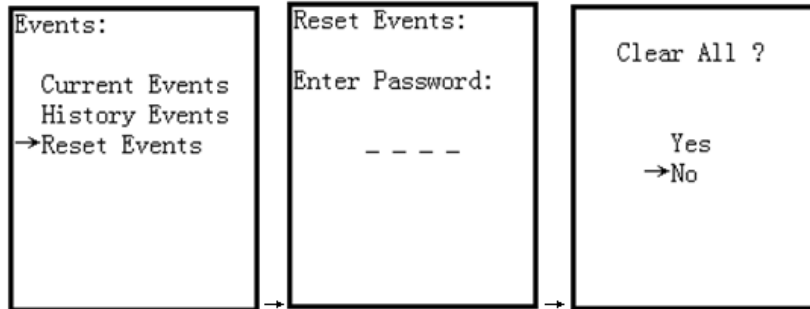 Events:
Current Events
History Events
→Reset Events
Reset Events:
Enter Password:
_ _ _ _
→
Clear All ?
Yes
→No
→